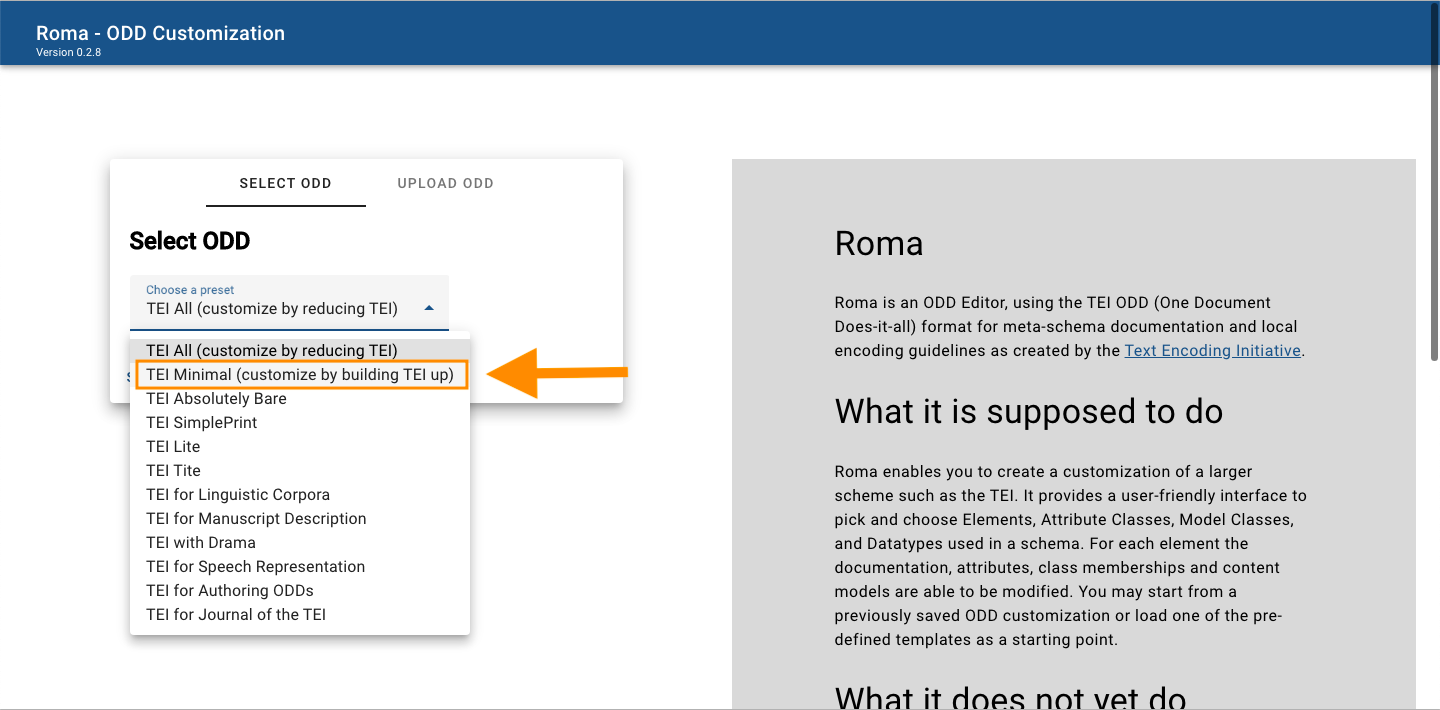 Roma - ODD Customization
Version 0.2.8
SELECT ODD
UPLOAD ODD
Select ODD
Choose a preset
TEI All (customize by reducing TEI)
TEI All (customize by reducing TEI)
TEI Minimal (customize by building TEI up)
TEI Absolutely Bare
TEI SimplePrint
TEI Lite
TEI Tite
TEI for Linguistic Corpora
TEI for Manuscript Description
TEI with Drama
TEI for Speech Representation
TEI for Authoring ODDs
TEI for Journal of the TEI
Roma
Roma is an ODD Editor, using the TEI ODD (One Document
Does-it-all) format for meta-schema documentation and local
encoding guidelines as created by the Text Encoding Initiative.
What it is supposed to do
Roma enables you to create a customization of a larger
scheme such as the TEI. It provides a user-friendly interface to
pick and choose Elements, Attribute Classes, Model Classes,
and Datatypes used in a schema. For each element the
documentation, attributes, class memberships and content
models are able to be modified. You may start from a
previously saved ODD customization or load one of the pre-
defined templates as a starting point.
What it does not yet do